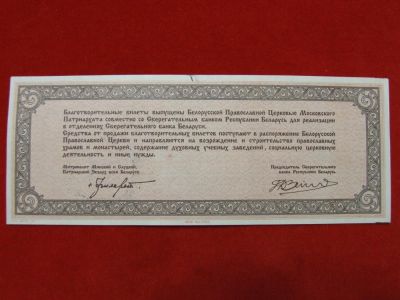 Благотворительные билеты выпущены Белорусской Православной Церковью Московского
Патриархата совместно со Сберегательным банком Республики Беларусь для реализации
в отделениях Сберегательного банка Беларуси.
Средства от продажи благотворительных билетов поступают в распоряжение Белорусской
Православной Церкви и направляются на возрождение и строительство православных
храмов и монастырей, содержание духовных учебных заведений, социальную церковную
деятельность и иные нужды.
Митрополит Минский и Слуцкий, Председатель Сберегательного
Патриарший Экзарх всея Беларуси банка Республики Беларусь